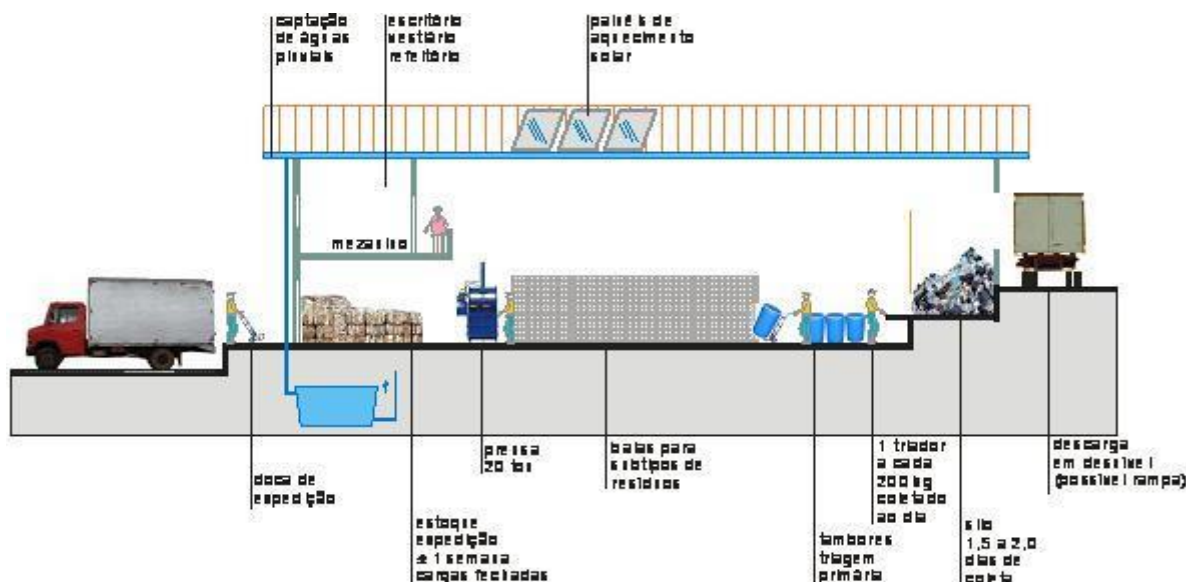 captação
de águas
pluviais
escritório
vestiário
refeitório
painéis de
aquecimento
solar
mezanino
doca de
expedição
estoque
expedição
± 1 semana
cargas fechadas
prensa
20 ton
baias para
subtipos de
resíduos
tambores
triagem
primária
1 triador
a cada
200 kg
coletado
ao dia
silo
1,5 a 2,0
dias de
coleta
descarga
em desnível
(possível rampa)